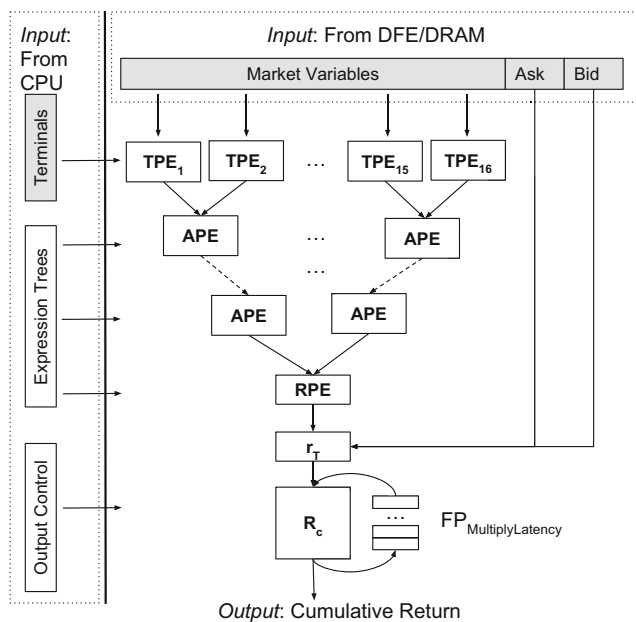 Input:
From
CPU
Input: From DFE/DRAM
Market Variables
Ask
Bid
Terminals
TPE1
TPE2
...
TPE15
TPE16
Expression Trees
APE
...
APE
...
APE
APE
RPE
rT
Output Control
Rc
...
FPMultiplyLatency
Output: Cumulative Return